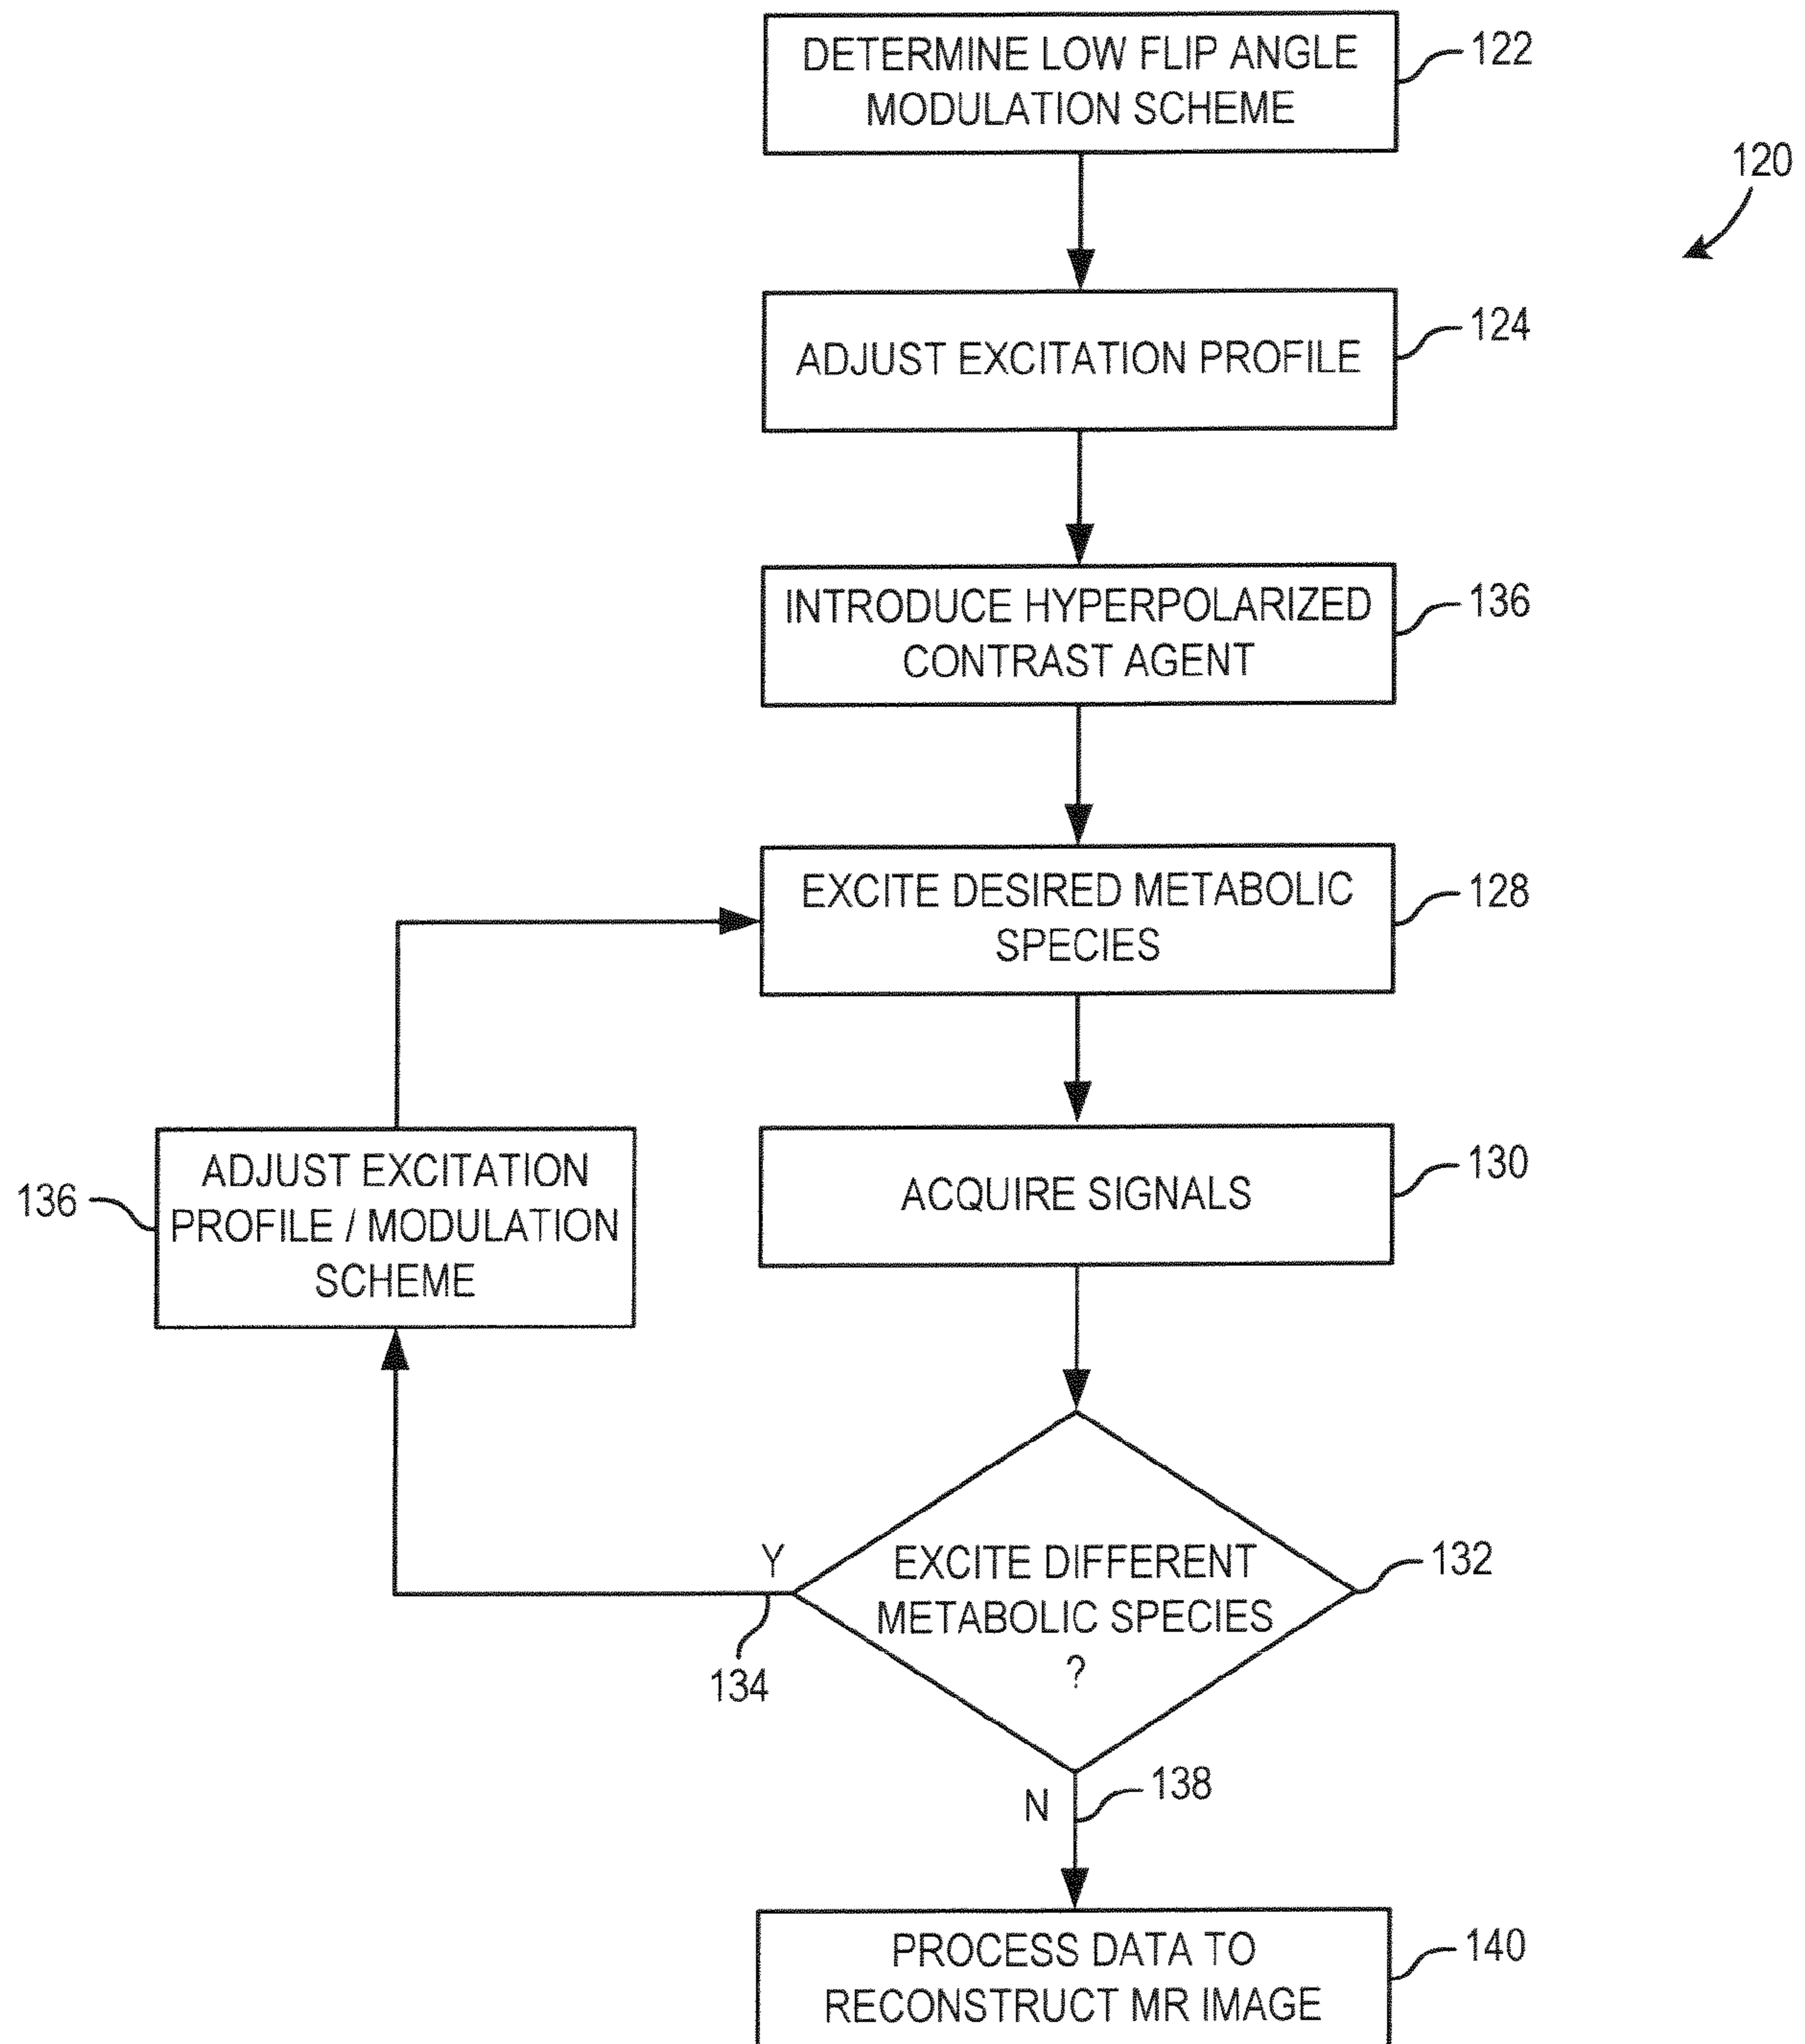 DETERMINE LOW FLIP ANGLE
MODULATION SCHEME
122
120
ADJUST EXCITATION PROFILE
124
INTRODUCE HYPERPOLARIZED
CONTRAST AGENT
136
EXCITE DESIRED METABOLIC
SPECIES
128
ADJUST EXCITATION
PROFILE / MODULATION
SCHEME
136
ACQUIRE SIGNALS
130
EXCITE DIFFERENT
METABOLIC SPECIES
?
132
Y
134
N
138
PROCESS DATA TO
RECONSTRUCT MR IMAGE
140